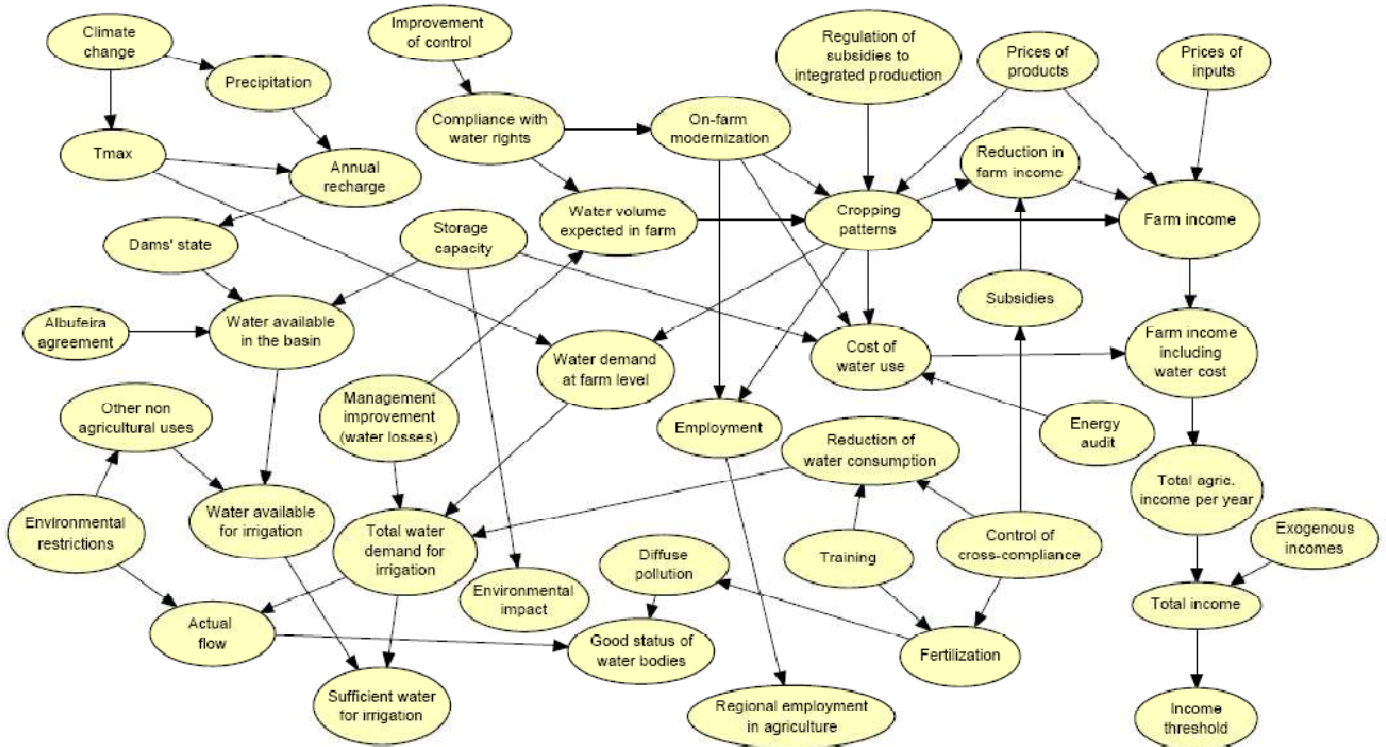 Climate
change
Improvement
of control
Regulation of
subsidies to
integrated production
Prices of
products
Prices
of inputs
Precipitation
Compliance with
water rights
On-farm
modernization
Tmax
Annual
recharge
Reduction in
farm income
Water volume
expected in farm
Cropping
patterns
Farm income
Dams' state
Storage
capacity
Subsidies
Albufeira
agreement
Water available
in the basin
Water demand
at farm level
Cost of
water use
Farm income
including
water cost
Other non
agricultural uses
Management
improvement
(water losses)
Employment
Reduction of
water consumption
Energy
audit
Total agric.
income per year
Environmental
restrictions
Water available
for irrigation
Total water
demand for
irrigation
Diffuse
pollution
Training
Control of
cross-compliance
Exogenous
incomes
Environmental
impact
Total income
Actual
flow
Good status of
water bodies
Fertilization
Sufficient water
for irrigation
Regional employment
in agriculture
Income
threshold